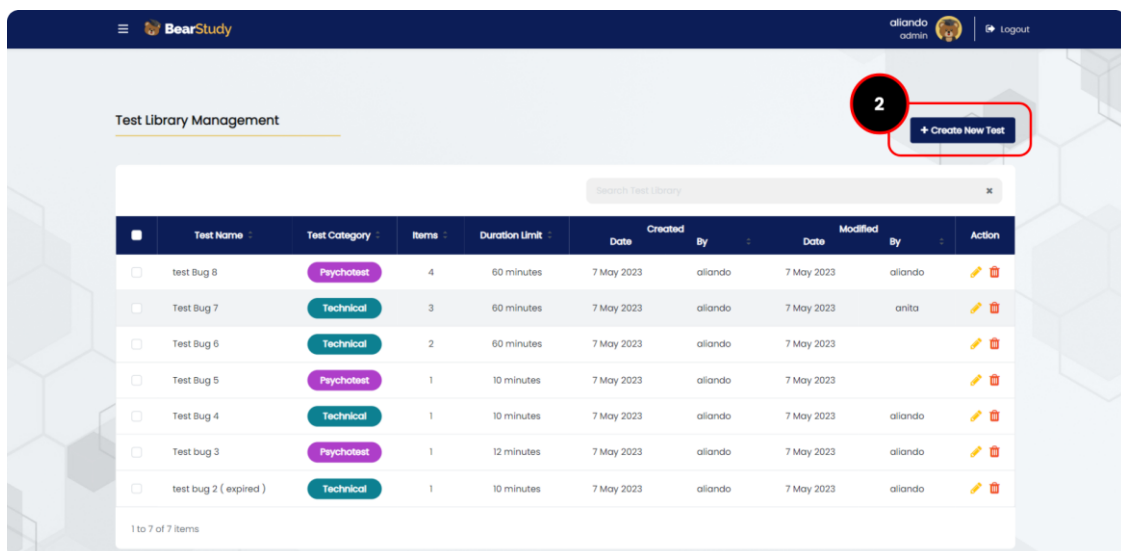 BearStudy
aliando
admin
Logout
2
Test Library Management
+ Create New Test
Search Test Library
Test Name Test Category Items Duration Limit Created Date By Modified Date By Action
test Bug 8 Psychotest 4 60 minutes 7 May 2023 aliando 7 May 2023 aliando
Test Bug 7 Technical 3 60 minutes 7 May 2023 aliando 7 May 2023 anita
Test Bug 6 Technical 2 60 minutes 7 May 2023 aliando 7 May 2023
Test Bug 5 Psychotest 1 10 minutes 7 May 2023 aliando 7 May 2023
Test Bug 4 Technical 1 10 minutes 7 May 2023 aliando 7 May 2023 aliando
Test bug 3 Psychotest 1 12 minutes 7 May 2023 aliando 7 May 2023 aliando
test bug 2 ( expired ) Technical 1 10 minutes 7 May 2023 aliando 7 May 2023 aliando
1 to 7 of 7 items